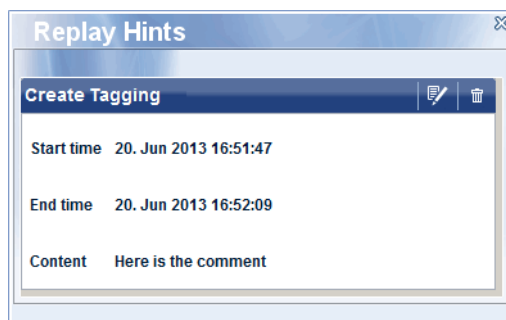 Replay Hints
Create Tagging
Start time 20. Jun 2013 16:51:47
End time 20. Jun 2013 16:52:09
Content Here is the comment